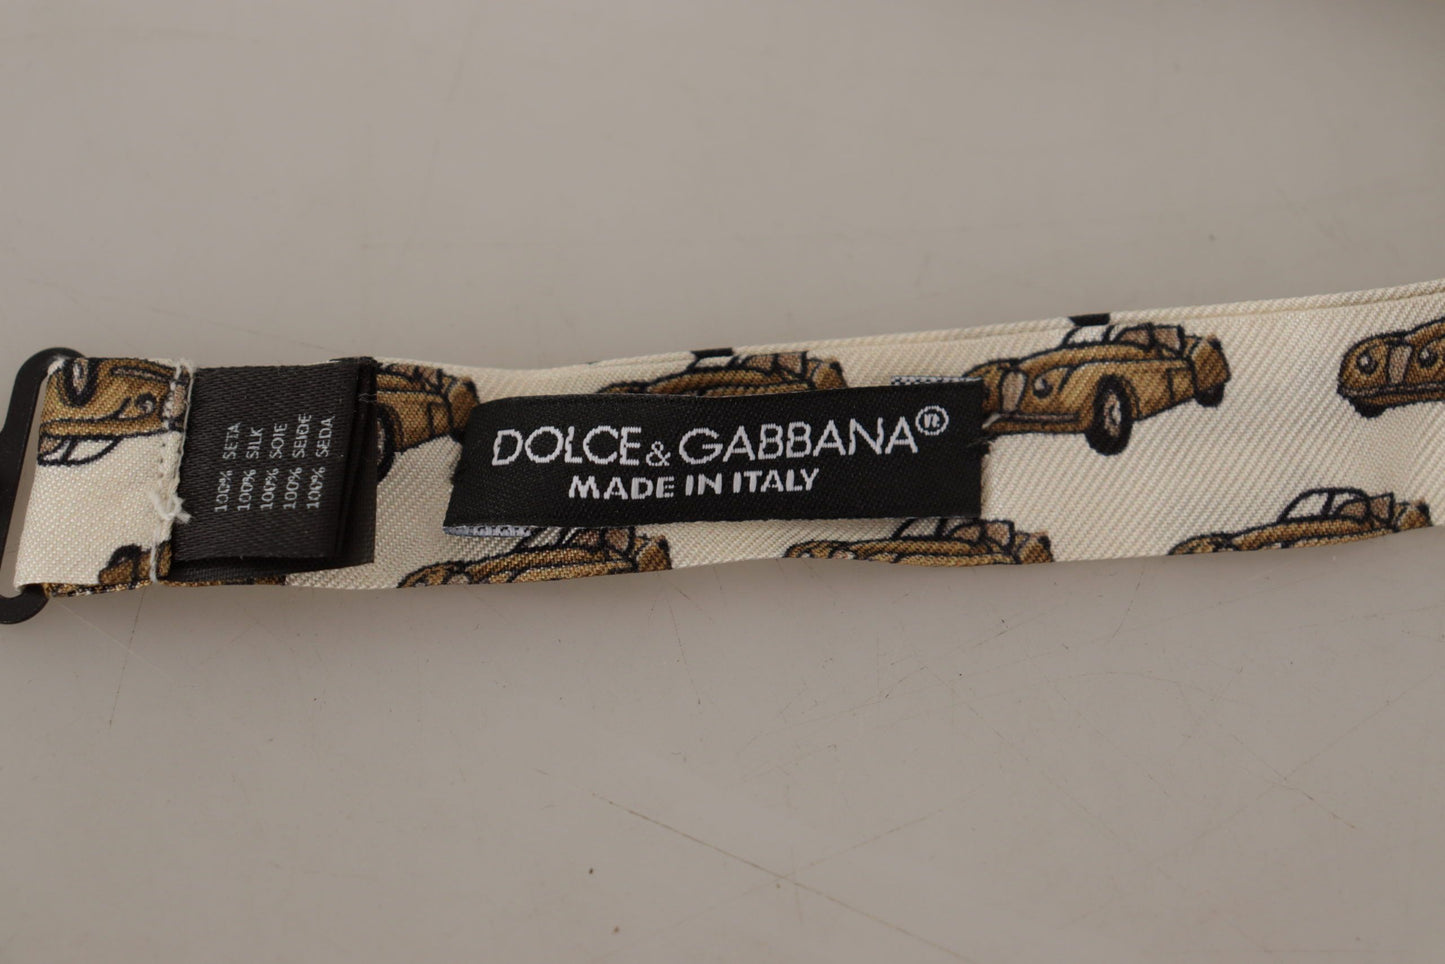 100% SETA
100% SILK
100% SOIE
100% SEIDE
100% SEDA
DOLCE&GABBANA®
MADE IN ITALY